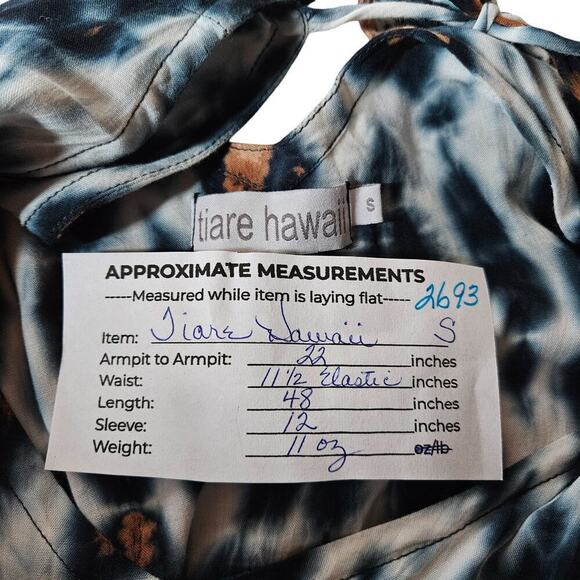 tiare hawaii
S
APPROXIMATE MEASUREMENTS
-----Measured while item is laying flat----- 2693
Item: Tiare Hawaii S
Armpit to Armpit: 22 inches
Waist: 11 1/2 Elastic inches
Length: 48 inches
Sleeve: 12 inches
Weight: 11 oz oz/lb